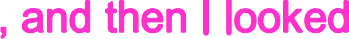 , and then I looked